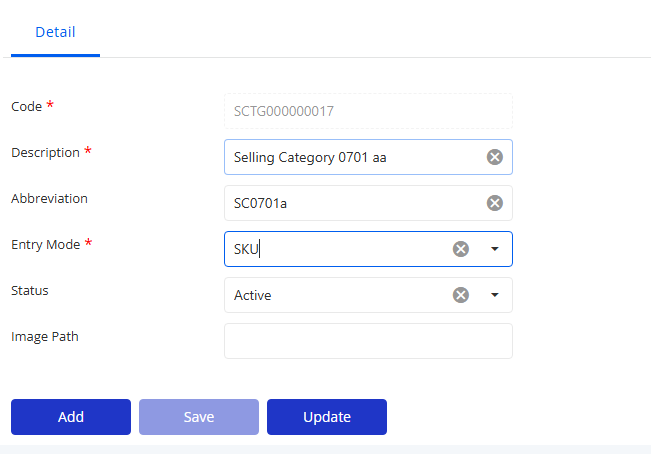 Detail
Code *
SCTG000000017
Description *
Selling Category 0701 aa
Abbreviation
SC0701a
Entry Mode *
SKU
Status
Active
Image Path
Add
Save
Update